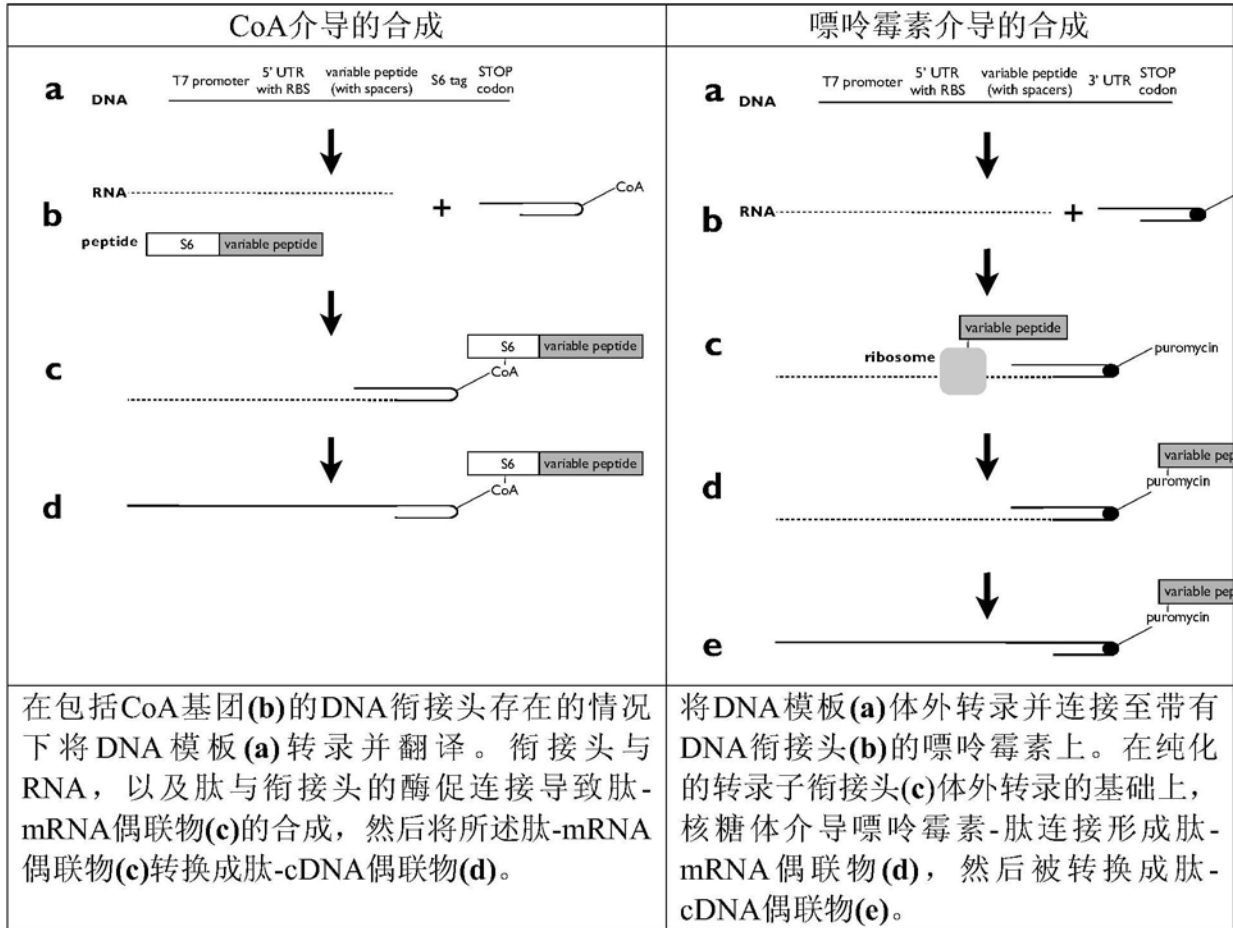 CoA介导的合成
a
DNA
T7 promoter
5' UTR
with RBS
variable peptide
(with spacers)
S6 tag
STOP
codon
b
RNA
+
CoA
peptide
S6
variable peptide
c
S6
variable peptide
CoA
d
S6
variable peptide
CoA
在包括CoA基团(b)的DNA衔接头存在的情况
下将DNA模板(a)转录并翻译。衔接头与
RNA，以及肽与衔接头的酶促连接导致肽-
mRNA偶联物(c)的合成，然后将所述肽-mRNA
偶联物(c)转换成肽-cDNA偶联物(d)。
嘌呤霉素介导的合成
a
DNA
T7 promoter
5' UTR
with RBS
variable peptide
(with spacers)
3' UTR
STOP
codon
b
RNA
+
c
variable peptide
ribosome
puromycin
d
variable pep
puromycin
e
variable pep
puromycin
将DNA模板(a)体外转录并连接至带有
DNA衔接头(b)的嘌呤霉素上。在纯化
的转录子衔接头(c)体外转录的基础上，
核糖体介导嘌呤霉素-肽连接形成肽-
mRNA偶联物(d)，然后被转换成肽-
cDNA偶联物(e)。